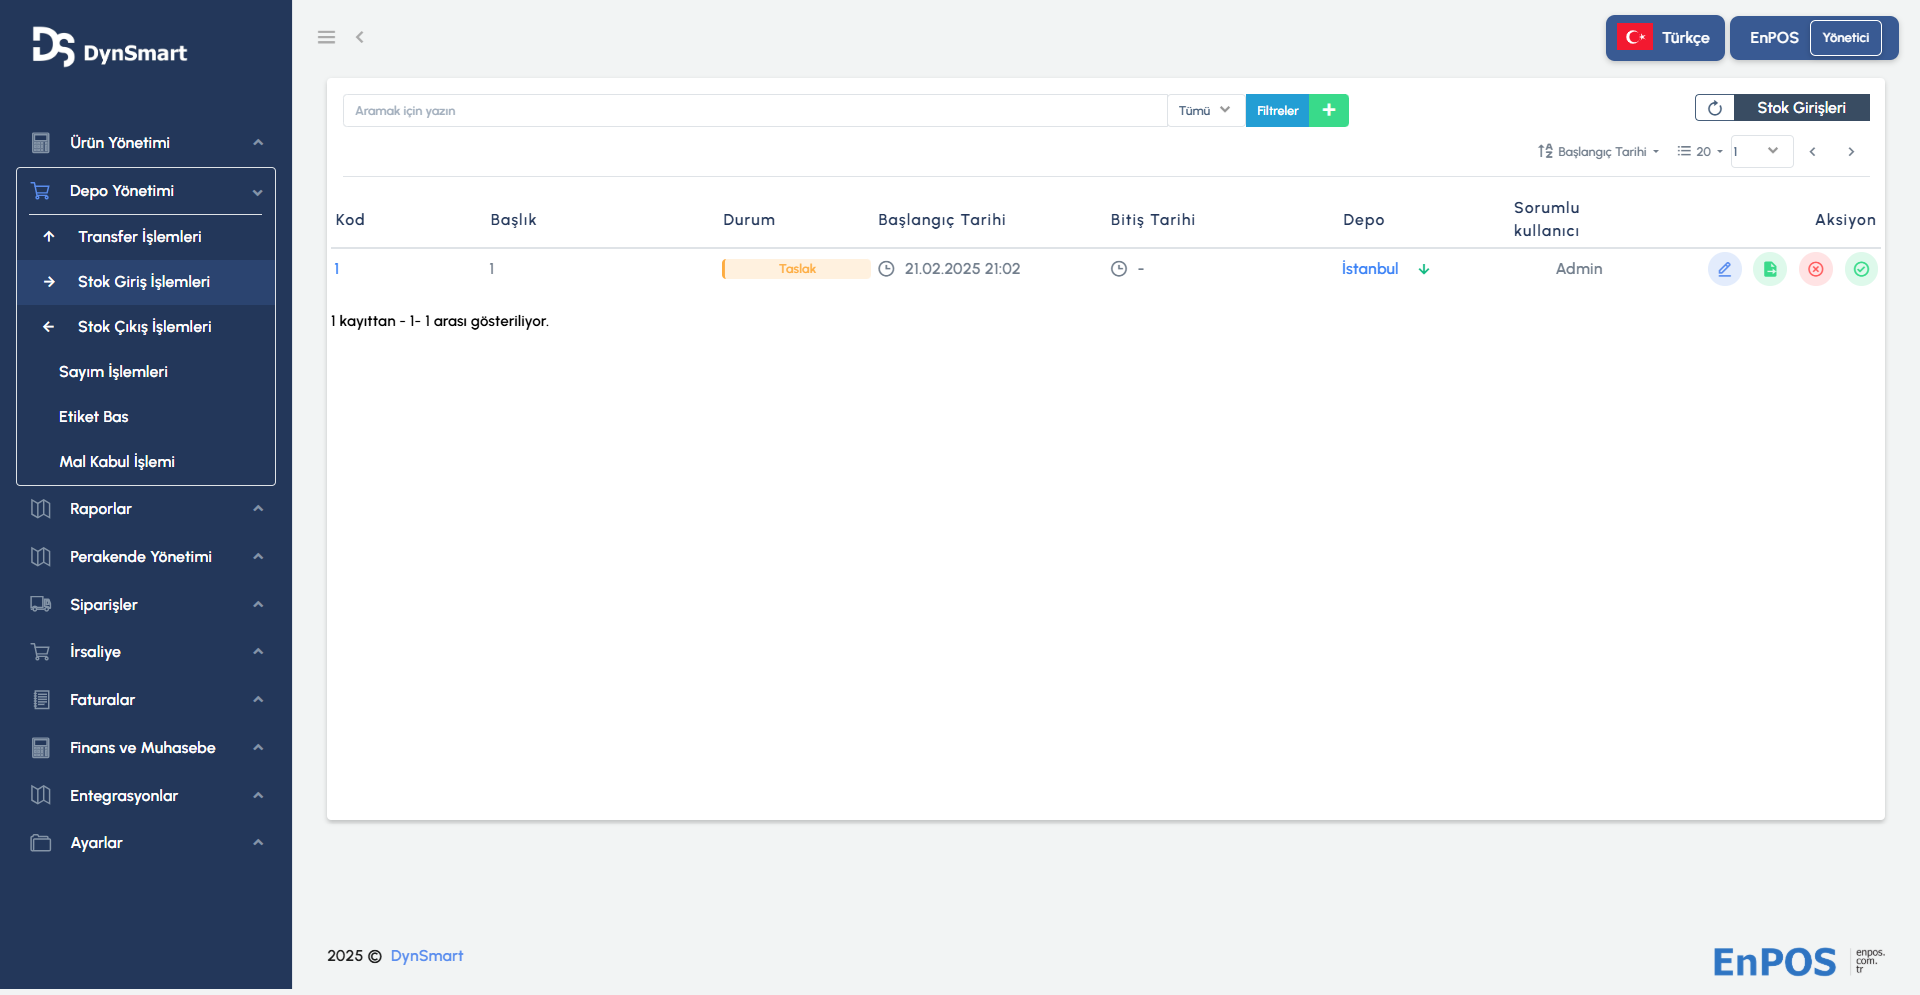 DS DynSmart
Ürün Yönetimi
Depo Yönetimi
Transfer İşlemleri
Stok Giriş İşlemleri
Stok Çıkış İşlemleri
Sayım İşlemleri
Etiket Bas
Mal Kabul İşlemi
Raporlar
Perakende Yönetimi
Siparişler
İrsaliye
Faturalar
Finans ve Muhasebe
Entegrasyonlar
Ayarlar
Türkçe
EnPOS Yönetici
Aramak için yazın Tümü Filtreler +
Stok Girişleri
Başlangıç Tarihi 20 1
Kod Başlık Durum Başlangıç Tarihi Bitiş Tarihi Depo Sorumlu kullanıcı Aksiyon
1 1 Taslak 21.02.2025 21:02 - İstanbul Admin
1 kayıttan - 1- 1 arası gösteriliyor.
2025 © DynSmart
EnPOS
enpos.
com.
tr